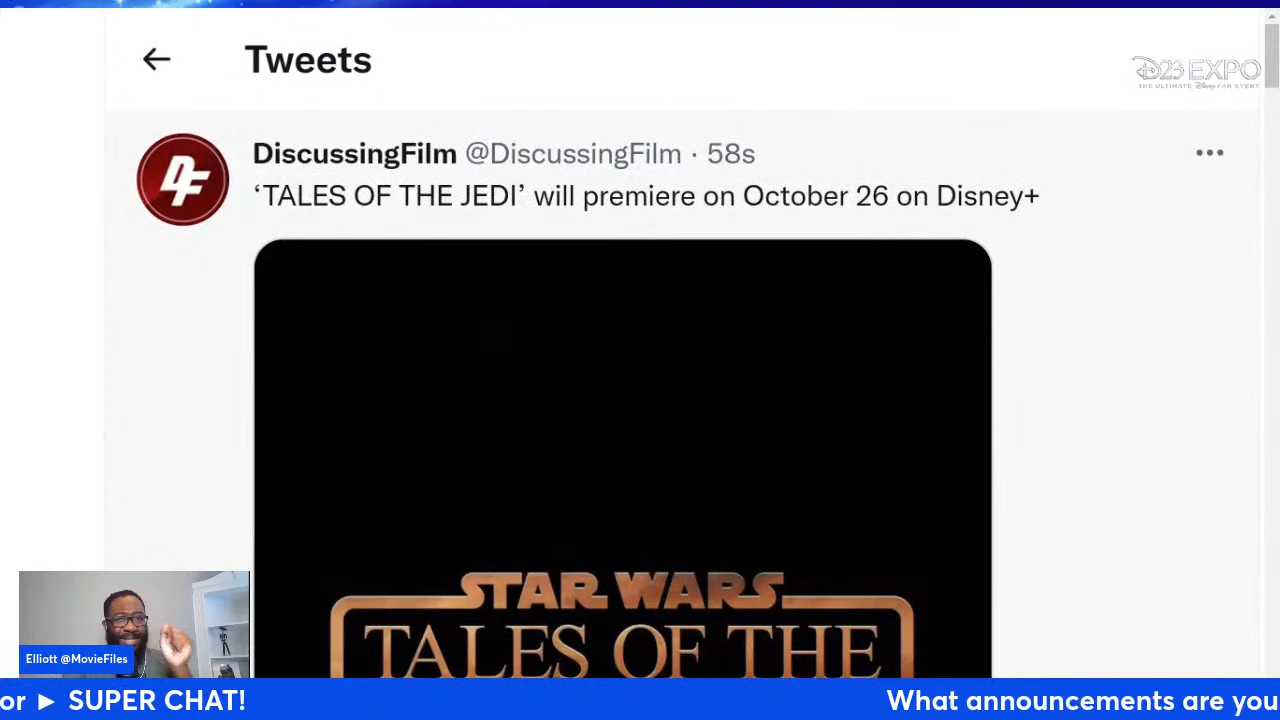 Tweets
D23 EXPO
THE ULTIMATE Disney FAN EVENT
DF
DiscussingFilm @DiscussingFilm · 58s
‘TALES OF THE JEDI’ will premiere on October 26 on Disney+
STAR WARS
TALES OF THE
Elliott @MovieFiles
or ► SUPER CHAT!
What announcements are you